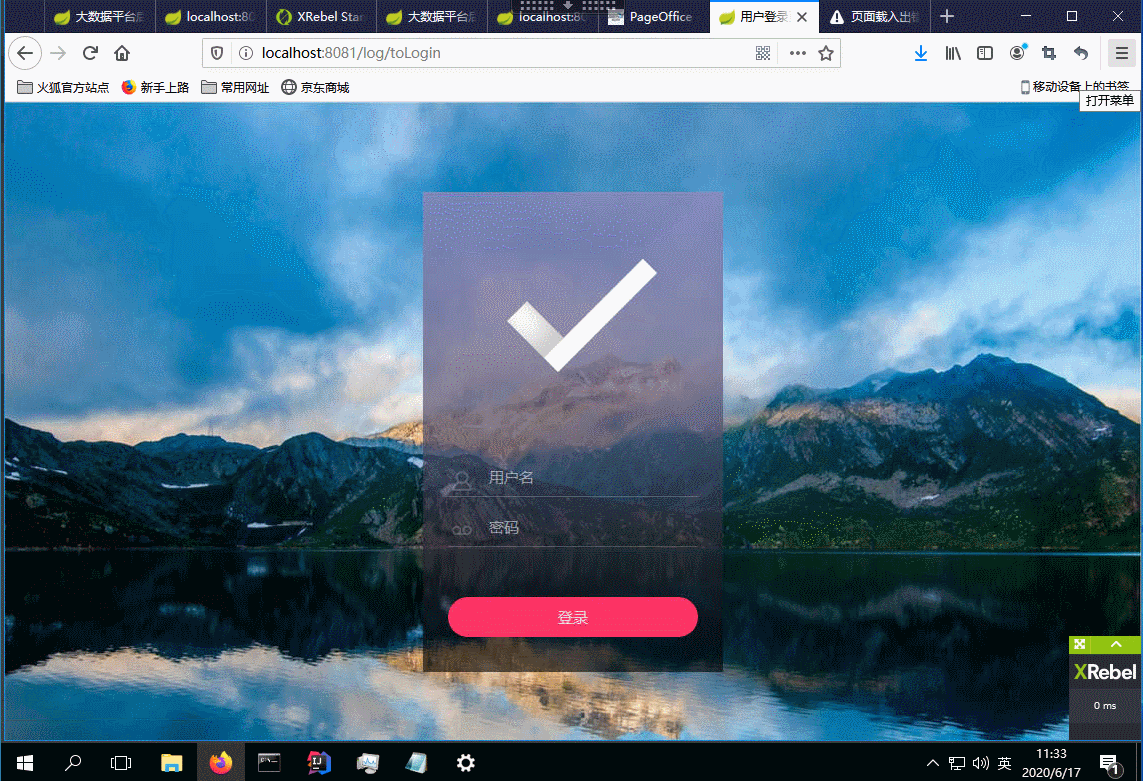 大数据平台后
localhost:80
XRebel Star
大数据平台后
localhost:80
PageOffice
用户登录
页面载入出错
localhost:8081/log/toLogin
火狐官方站点
新手上路
常用网址
京东商城
移动设备上的书签
打开菜单
用户名
密码
登录
XRebel
0 ms
英
11:33
2020/6/17
1